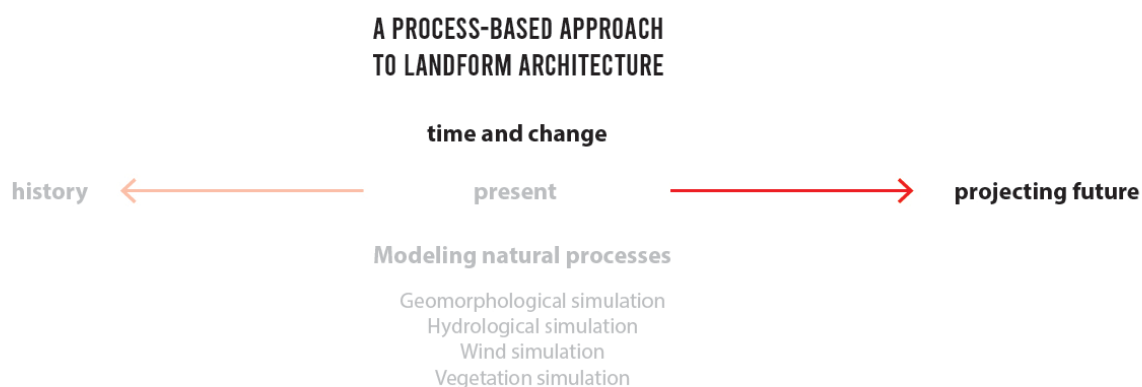 A PROCESS-BASED APPROACH
TO LANDFORM ARCHITECTURE
time and change
history present projecting future
Modeling natural processes
Geomorphological simulation
Hydrological simulation
Wind simulation
Vegetation simulation